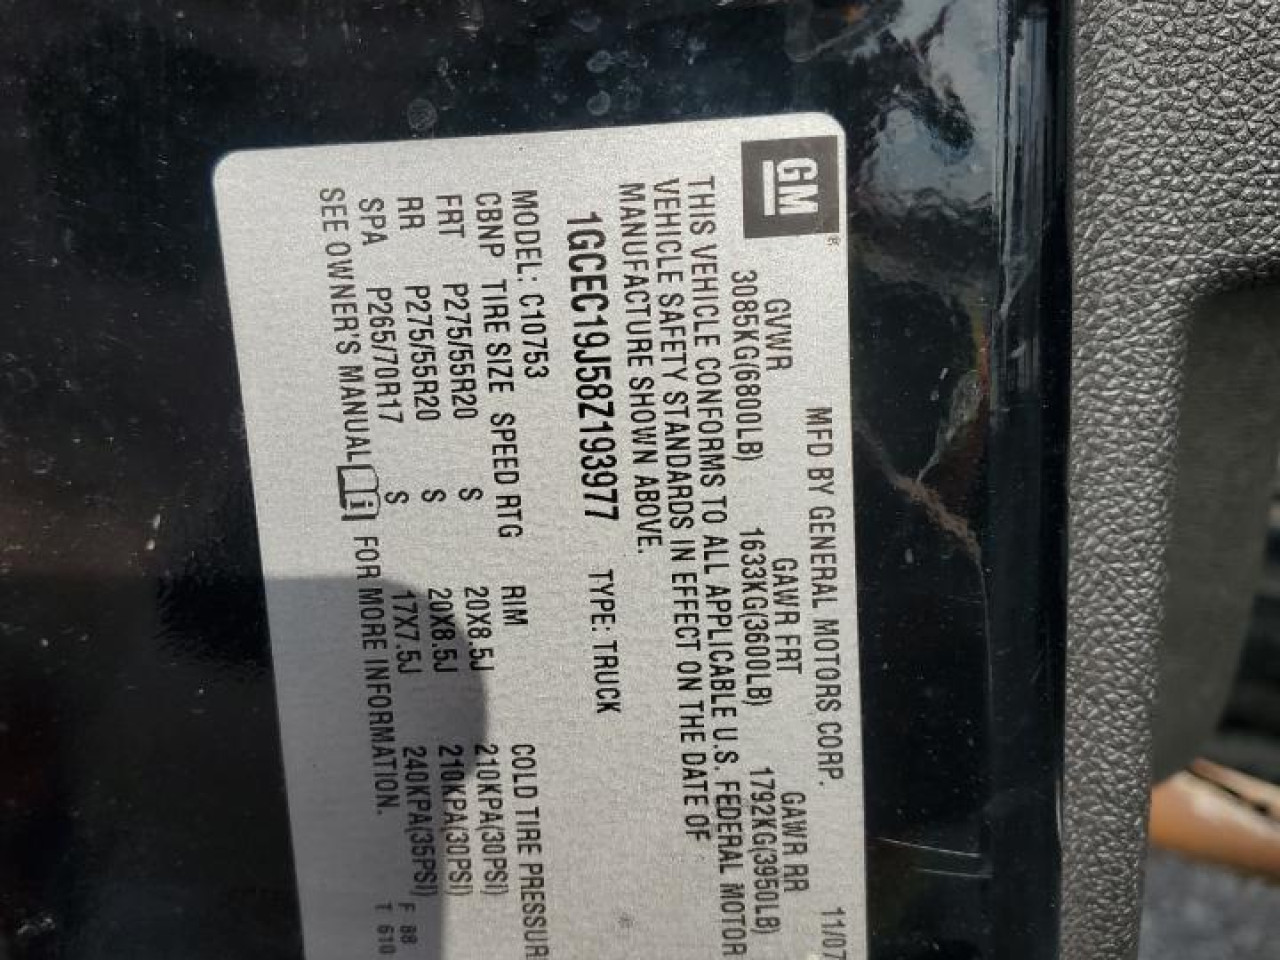 GM
MFD BY GENERAL MOTORS CORP. 11/07
GVWR GAWR FRT GAWR RR
3085KG(6800LB) 1633KG(3600LB) 1792KG(3950LB)
THIS VEHICLE CONFORMS TO ALL APPLICABLE U.S. FEDERAL MOTOR
VEHICLE SAFETY STANDARDS IN EFFECT ON THE DATE OF
MANUFACTURE SHOWN ABOVE.
1GCEC19J58Z193977 TYPE: TRUCK
MODEL: C10753
CBNP TIRE SIZE SPEED RTG RIM COLD TIRE PRESSUR
FRT P275/55R20 S 20X8.5J 210KPA(30PSI)
RR P275/55R20 S 20X8.5J 210KPA(30PSI)
SPA P265/70R17 S 17X7.5J 240KPA(35PSI)
SEE OWNER'S MANUAL i FOR MORE INFORMATION.
F 88
T 610